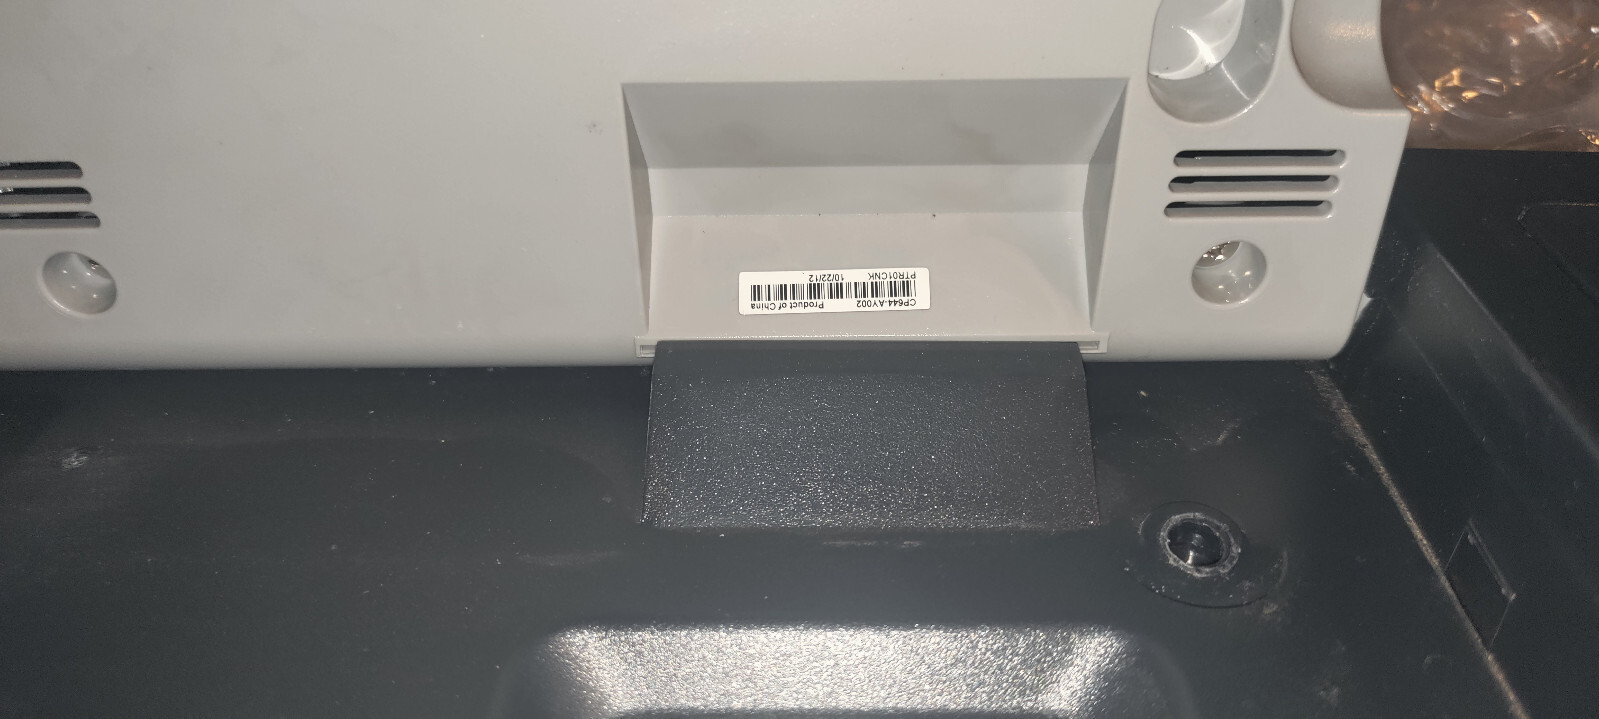 CP644-AY002 Product of China
PTR01CNK 10/22/12